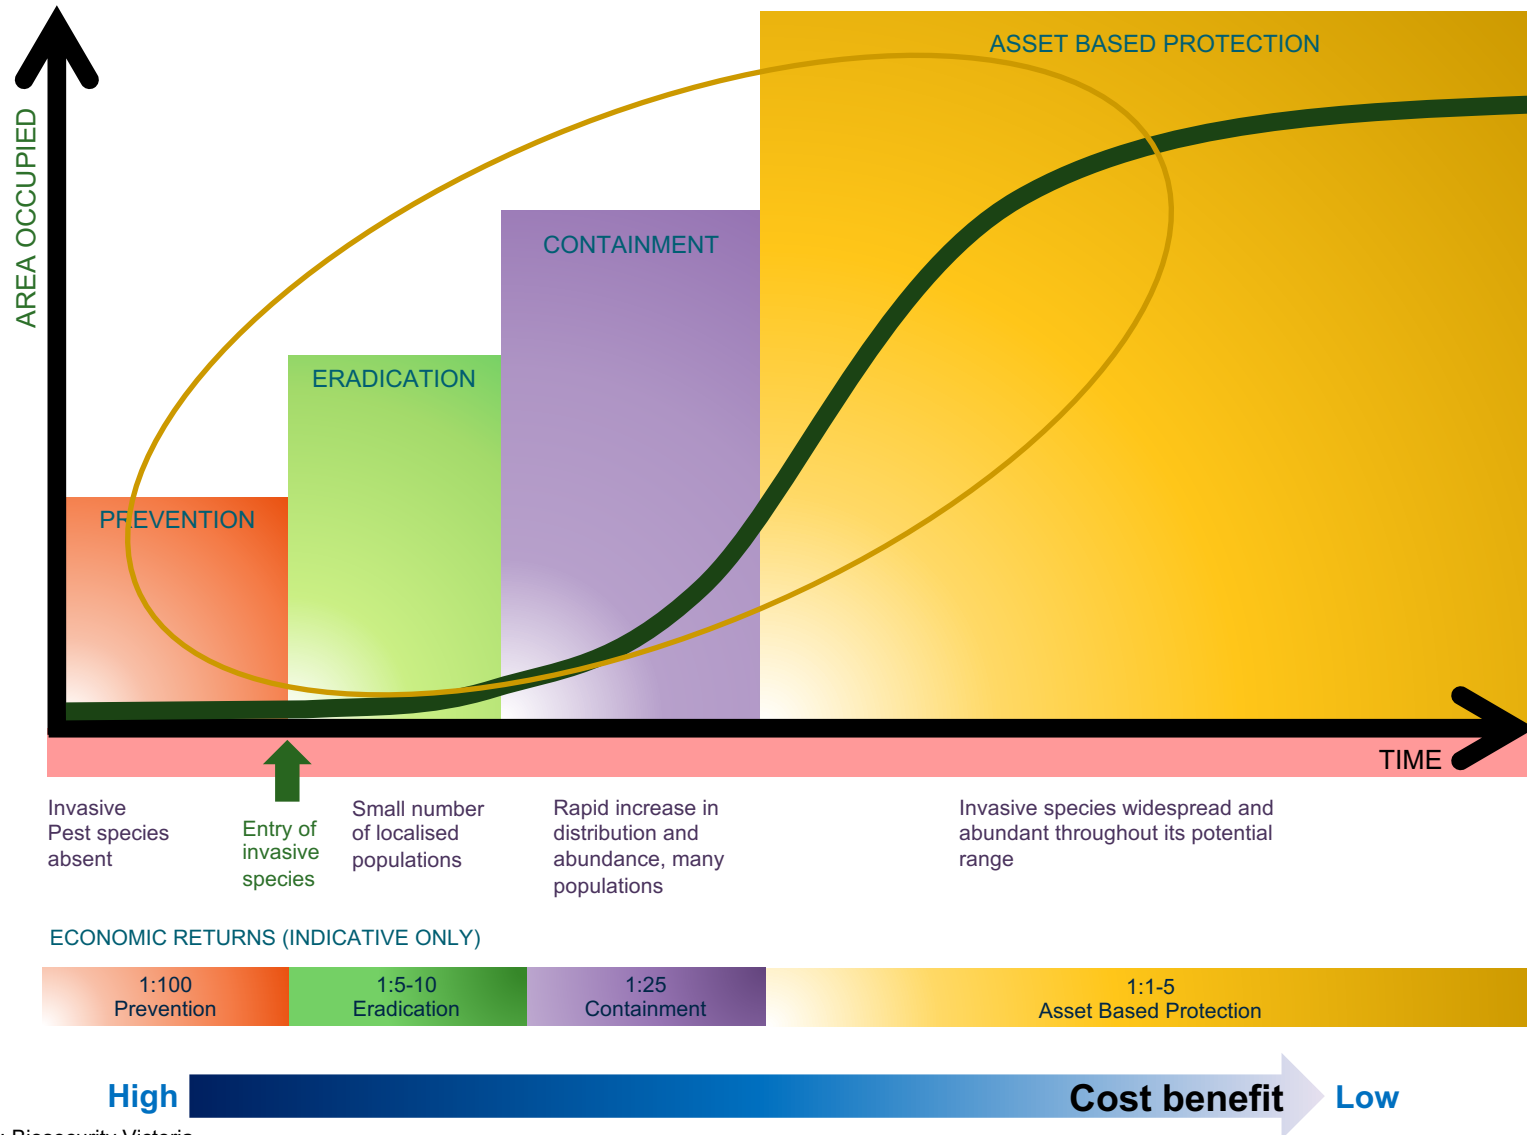 ASSET BASED PROTECTION
AREA OCCUPIED
CONTAINMENT
ERADICATION
PREVENTION
TIME
Invasive
Pest species
absent
Entry of
invasive
species
Small number
of localised
populations
Rapid increase in
distribution and
abundance, many
populations
Invasive species widespread and
abundant throughout its potential
range
ECONOMIC RETURNS (INDICATIVE ONLY)
1:100
Prevention
1:5-10
Eradication
1:25
Containment
1:1-5
Asset Based Protection
High
Cost benefit
Low
: Biosecurity Victoria